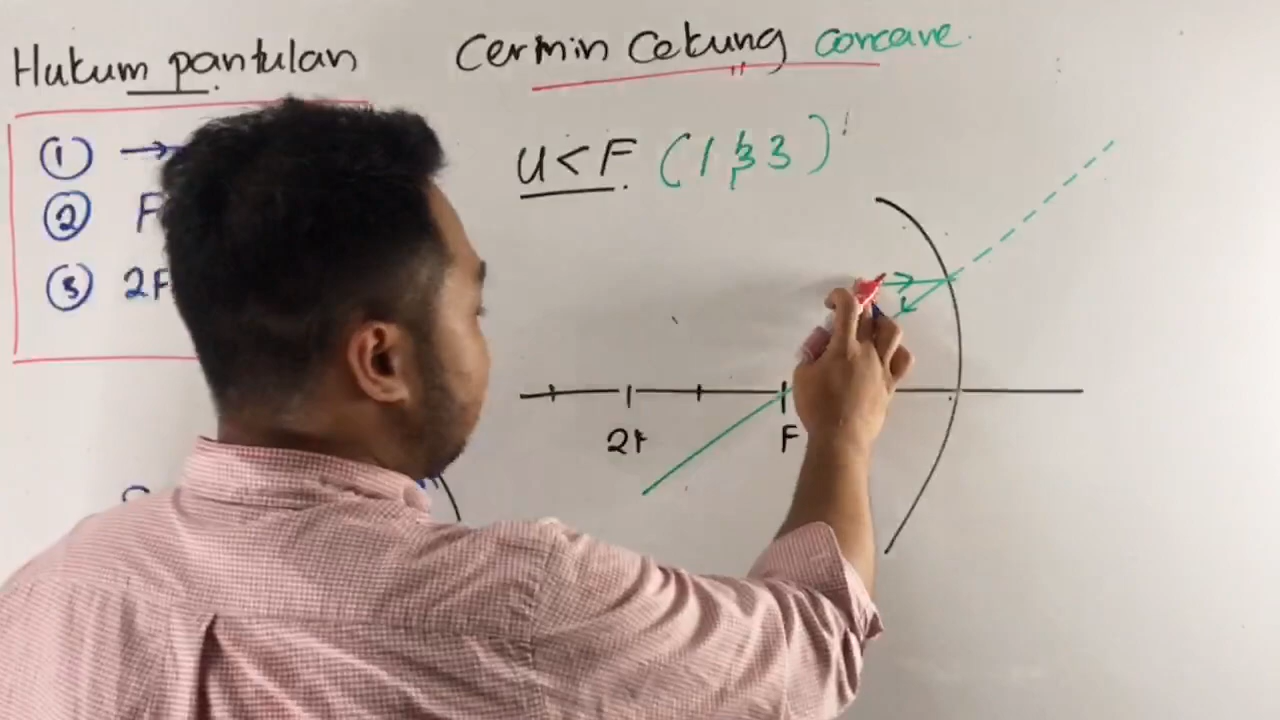 Hukum pantulan
① →
② F
③ 2F
Cermin Cekung concave.
U < F (1 & 3)
2F F